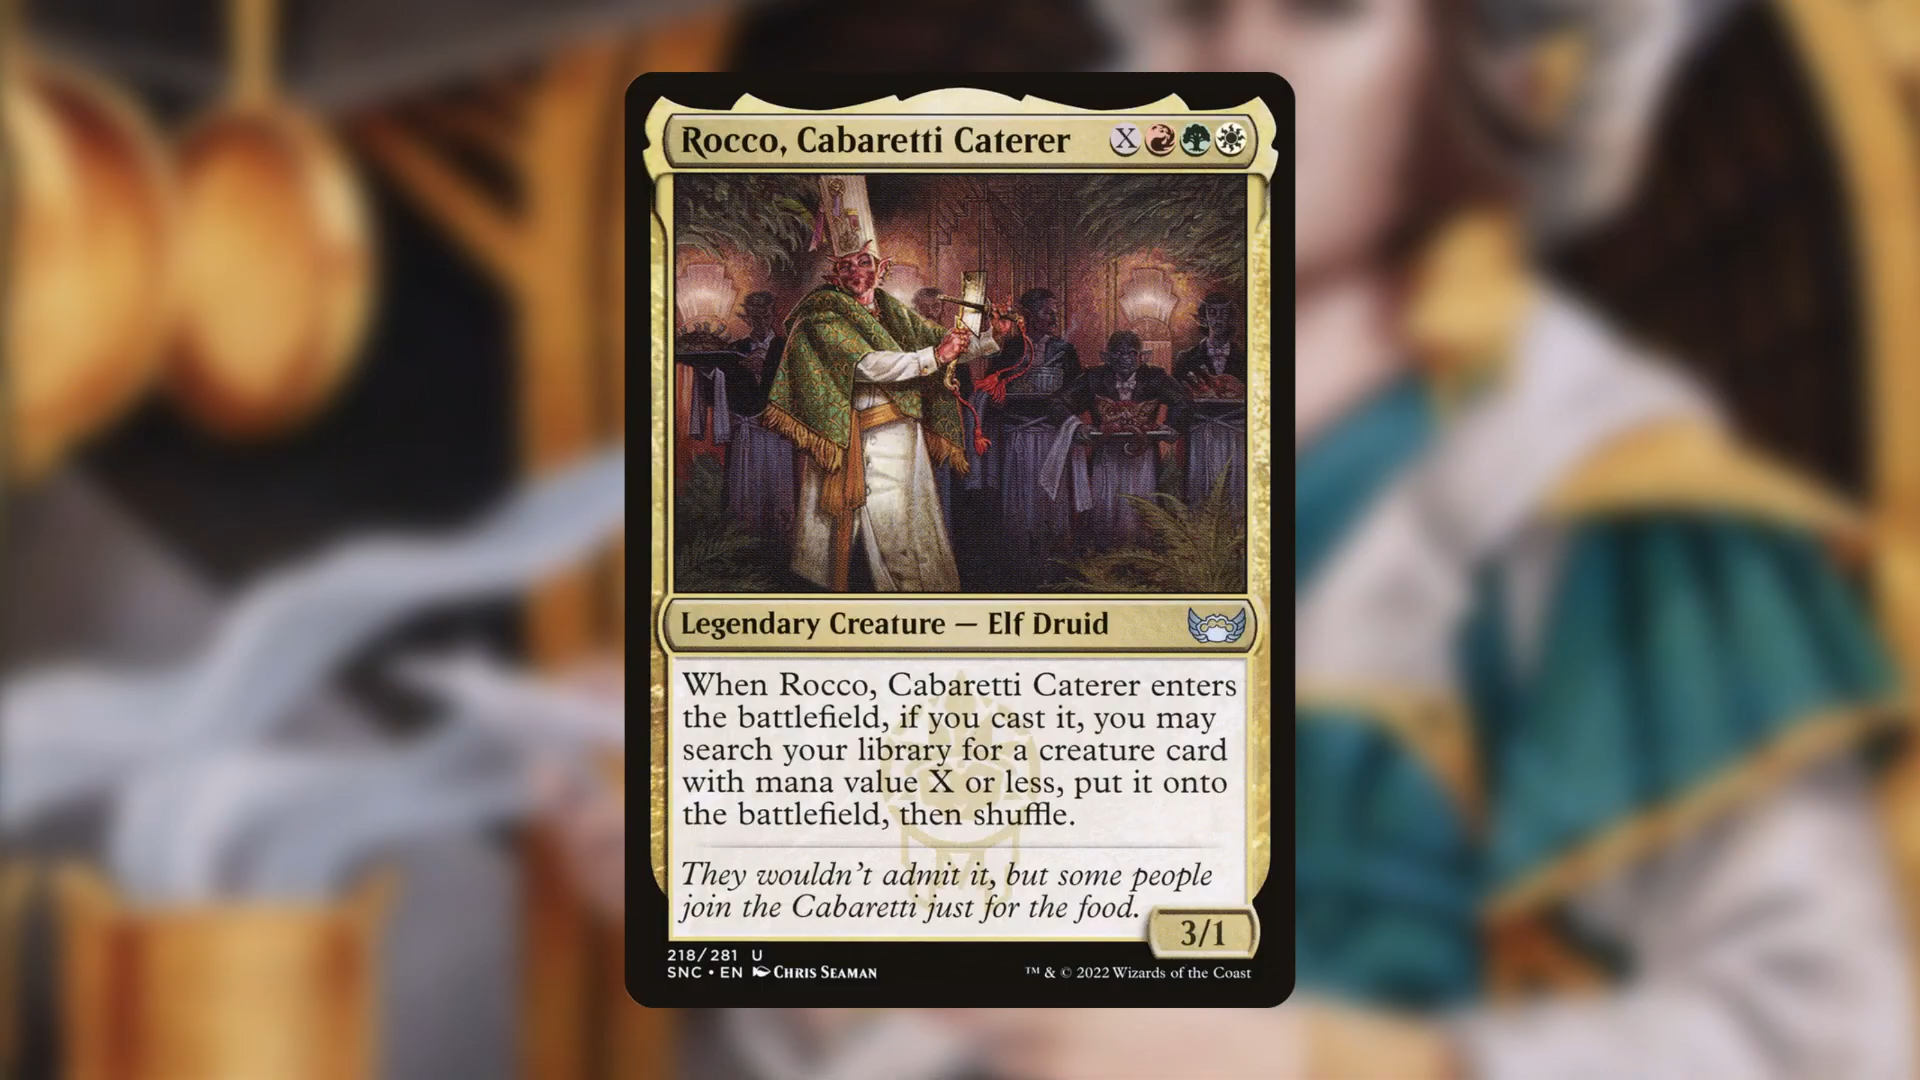 Rocco, Cabaretti Caterer X
Legendary Creature — Elf Druid
When Rocco, Cabaretti Caterer enters
the battlefield, if you cast it, you may
search your library for a creature card
with mana value X or less, put it onto
the battlefield, then shuffle.
They wouldn't admit it, but some people
join the Cabaretti just for the food.
3/1
218/281 U
SNC • EN Chris Seaman
™ & © 2022 Wizards of the Coast